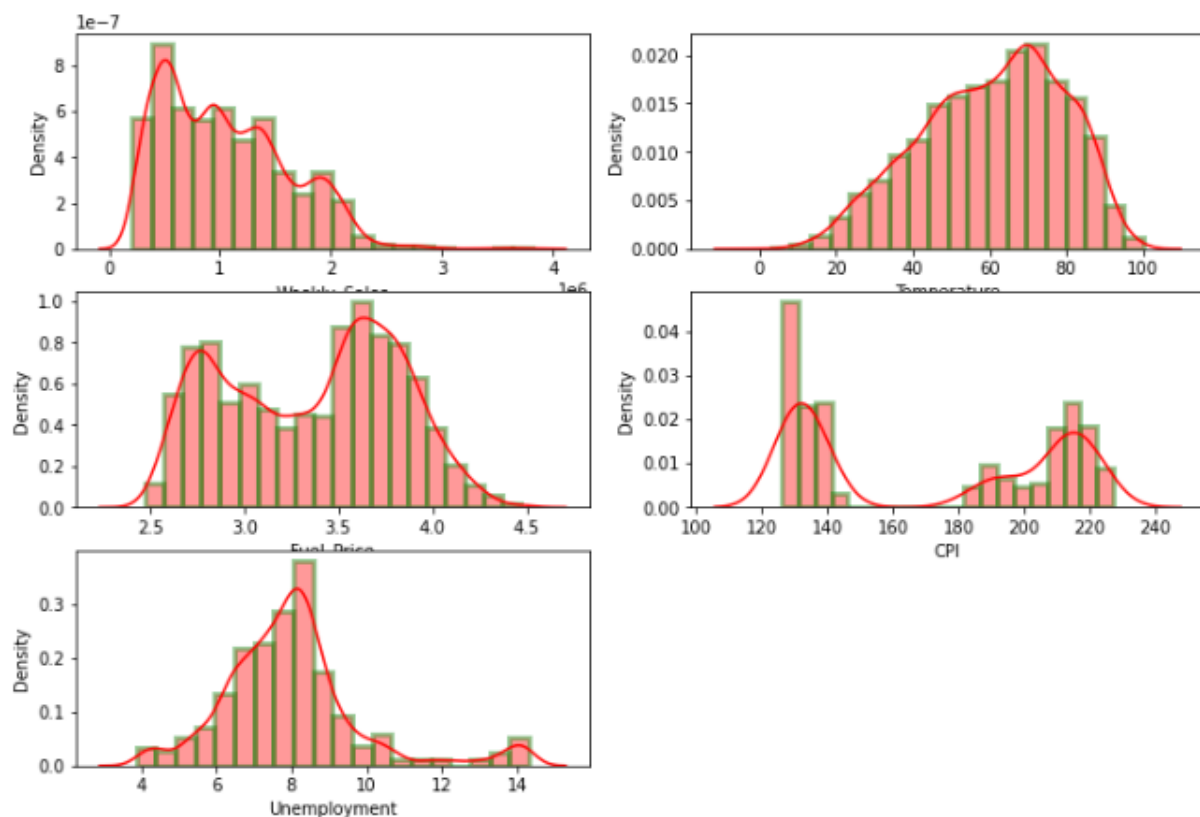 1e−7
8
6
4
2
0
Density
0 1 2 3 4
Weekly_Sales
1e6
0.020
0.015
0.010
0.005
0.000
Density
0 20 40 60 80 100
Temperature
1.0
0.8
0.6
0.4
0.2
0.0
Density
2.5 3.0 3.5 4.0 4.5
Fuel_Price
0.04
0.03
0.02
0.01
0.00
Density
100 120 140 160 180 200 220 240
CPI
0.3
0.2
0.1
0.0
Density
4 6 8 10 12 14
Unemployment